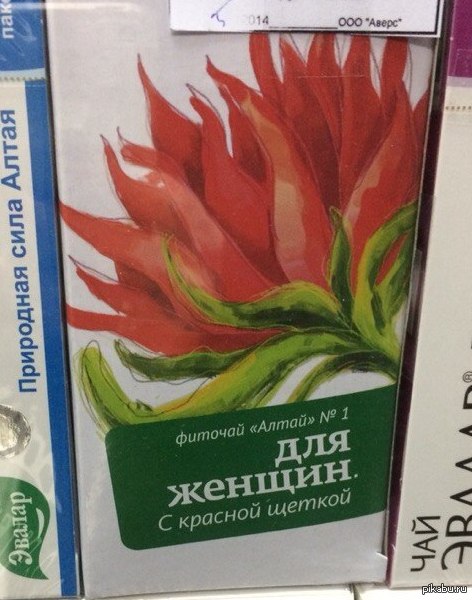 2014
ООО "Аверс"
пак
Природная сила Алтая
Эвалар
фиточай «Алтай» № 1
для
женщин.
С красной щеткой
ЧАЙ
ЭВАЛАР®
pikabu.ru